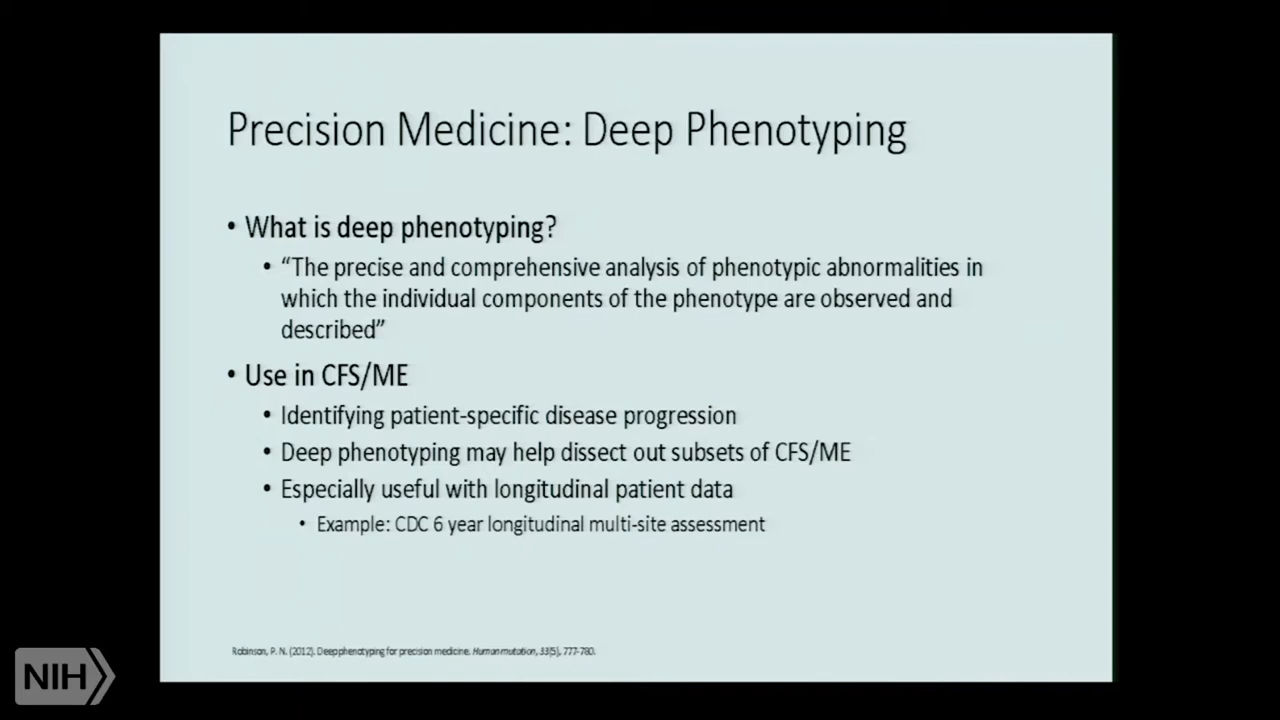 Precision Medicine: Deep Phenotyping
• What is deep phenotyping?
• “The precise and comprehensive analysis of phenotypic abnormalities in
which the individual components of the phenotype are observed and
described”
• Use in CFS/ME
• Identifying patient-specific disease progression
• Deep phenotyping may help dissect out subsets of CFS/ME
• Especially useful with longitudinal patient data
• Example: CDC 6 year longitudinal multi-site assessment
Robinson, P. N. (2012). Deep phenotyping for precision medicine. Human mutation, 33(5), 777-780.
NIH